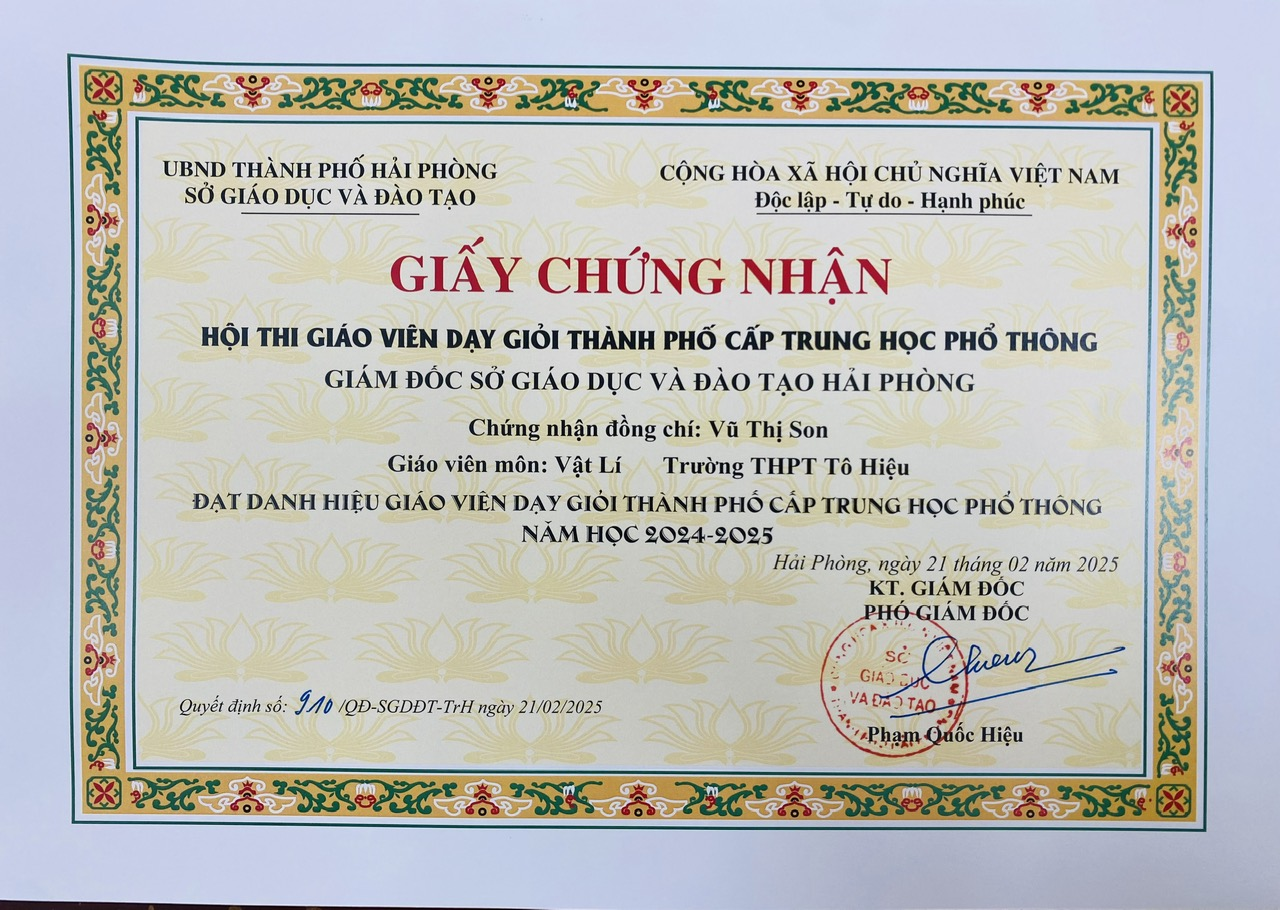 UBND THÀNH PHỐ HẢI PHÒNG
SỞ GIÁO DỤC VÀ ĐÀO TẠO
CỘNG HÒA XÃ HỘI CHỦ NGHĨA VIỆT NAM
Độc lập - Tự do - Hạnh phúc
GIẤY CHỨNG NHẬN
HỘI THI GIÁO VIÊN DẠY GIỎI THÀNH PHỐ CẤP TRUNG HỌC PHỔ THÔNG
GIÁM ĐỐC SỞ GIÁO DỤC VÀ ĐÀO TẠO HẢI PHÒNG
Chứng nhận đồng chí: Vũ Thị Son
Giáo viên môn: Vật Lí Trường THPT Tô Hiệu
ĐẠT DANH HIỆU GIÁO VIÊN DẠY GIỎI THÀNH PHỐ CẤP TRUNG HỌC PHỔ THÔNG
NĂM HỌC 2024-2025
Hải Phòng, ngày 21 tháng 02 năm 2025
KT. GIÁM ĐỐC
PHÓ GIÁM ĐỐC
SỞ
GIÁO DỤC
VÀ ĐÀO TẠO
Quyết định số: 910 /QĐ-SGDĐT-TrH ngày 21/02/2025
Phạm Quốc Hiệu